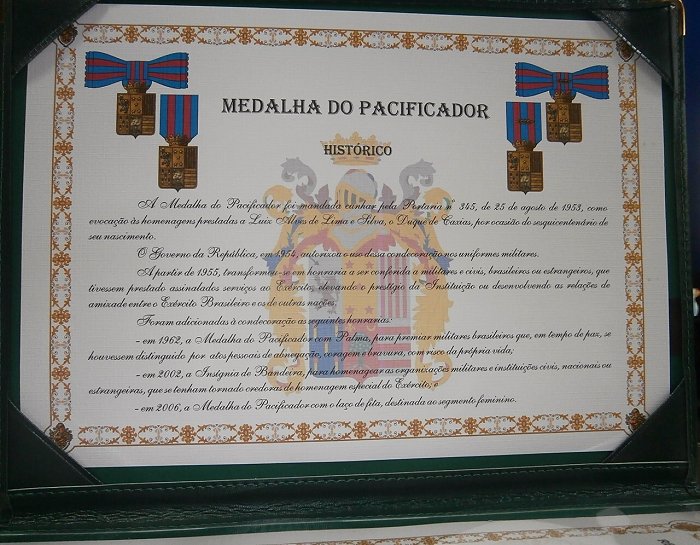 MEDALHA DO PACIFICADOR
HISTÓRICO
A Medalha do Pacificador foi mandada cunhar pela Portaria nº 345, de 25 de agosto de 1953, como
evocação às homenagens prestadas a Luiz Alves de Lima e Silva, o Duque de Caxias, por ocasião do sesquicentenário de
seu nascimento.
O Governo da República, em 1954, autorizou o uso dessa condecoração nos uniformes militares.
A partir de 1955, transformou-se em honraria a ser conferida a militares e civis, brasileiros ou estrangeiros, que
tivessem prestado assinalados serviços ao Exército, elevando o prestígio da Instituição ou desenvolvendo as relações de
amizade entre o Exército Brasileiro e os de outras nações.
Foram adicionadas à condecoração as seguintes honrarias:
- em 1962, a Medalha do Pacificador com Palma, para premiar militares brasileiros que, em tempo de paz, se
houvessem distinguido por atos pessoais de abnegação, coragem e bravura, com risco da própria vida;
- em 2002, a Insígnia de Bandeira, para homenagear as organizações militares e instituições civis, nacionais ou
estrangeiras, que se tenham tornado credoras de homenagem especial do Exército; e
- em 2006, a Medalha do Pacificador com o laço de fita, destinada ao segmento feminino.